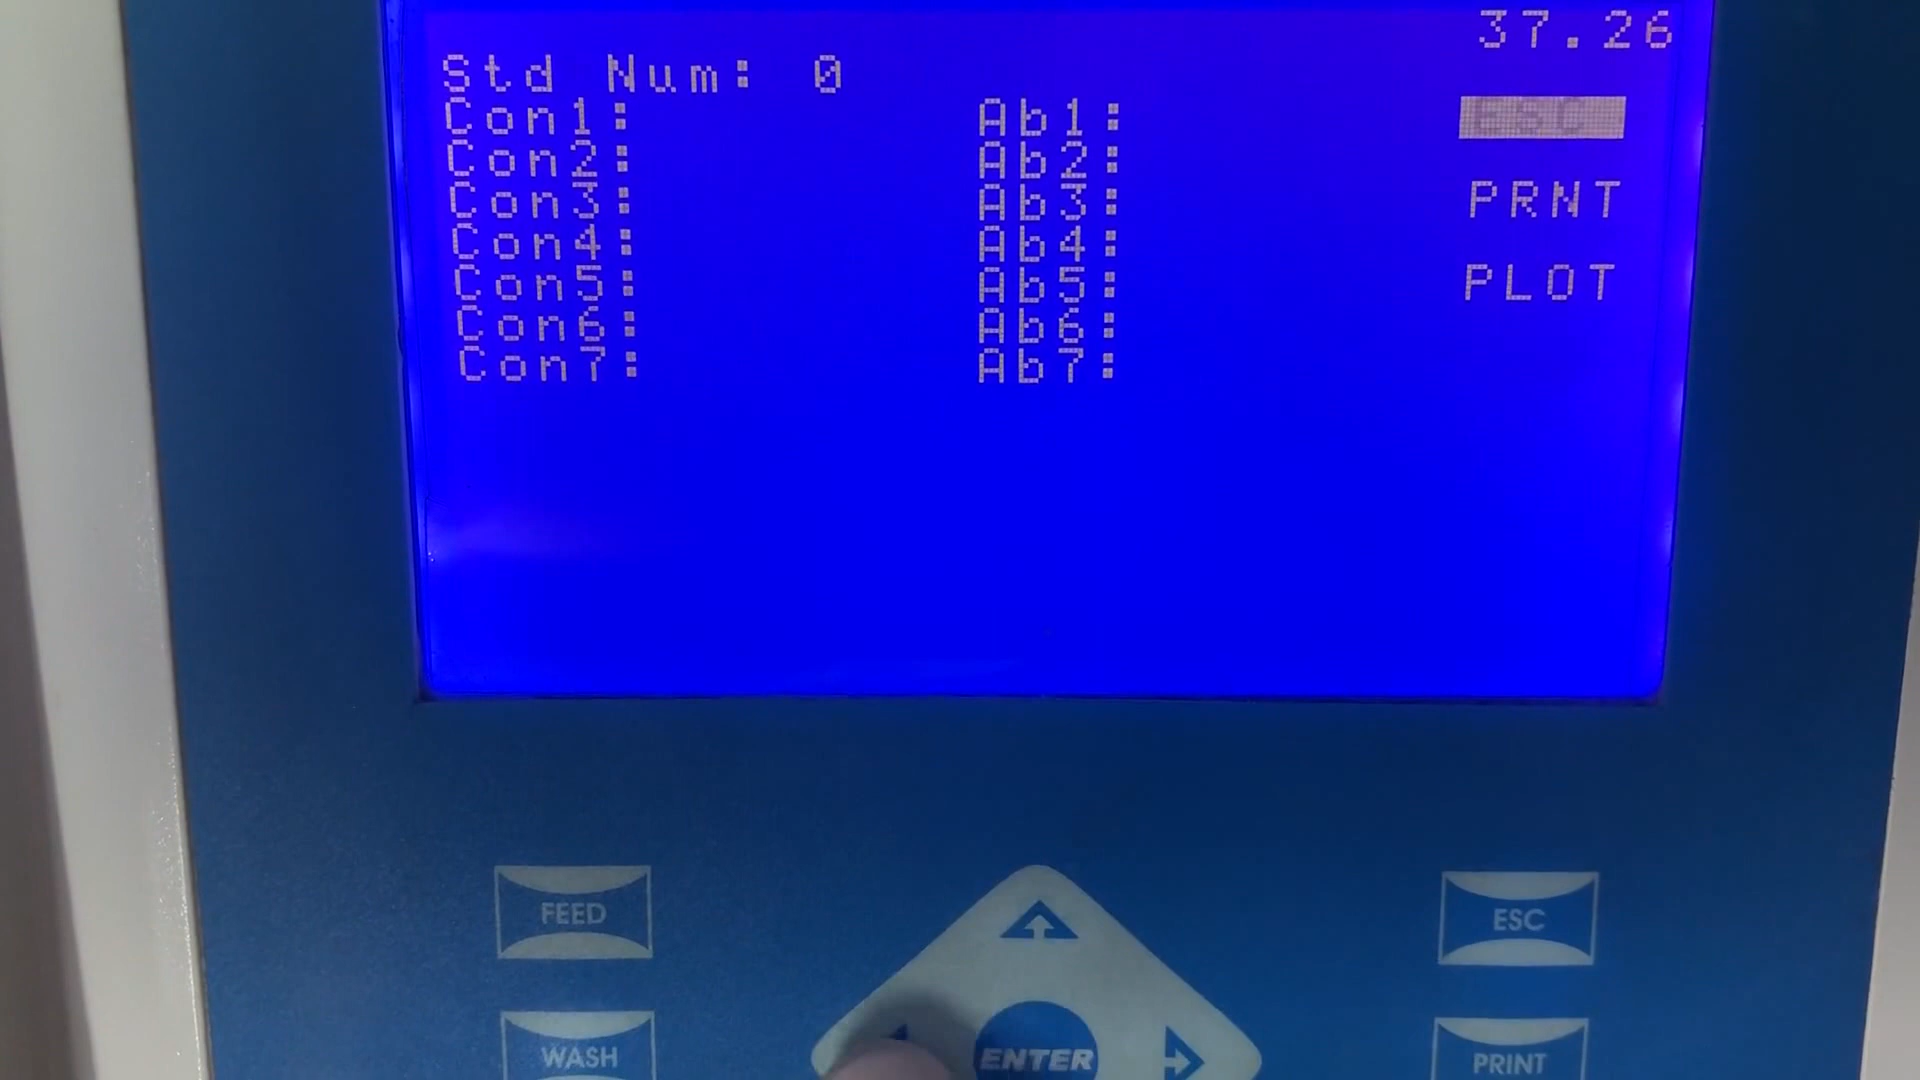 37.26
Std Num: 0
Con1: Ab1: ESC
Con2: Ab2:
Con3: Ab3: PRNT
Con4: Ab4:
Con5: Ab5: PLOT
Con6: Ab6:
Con7: Ab7:
FEED ESC
WASH ENTER PRINT